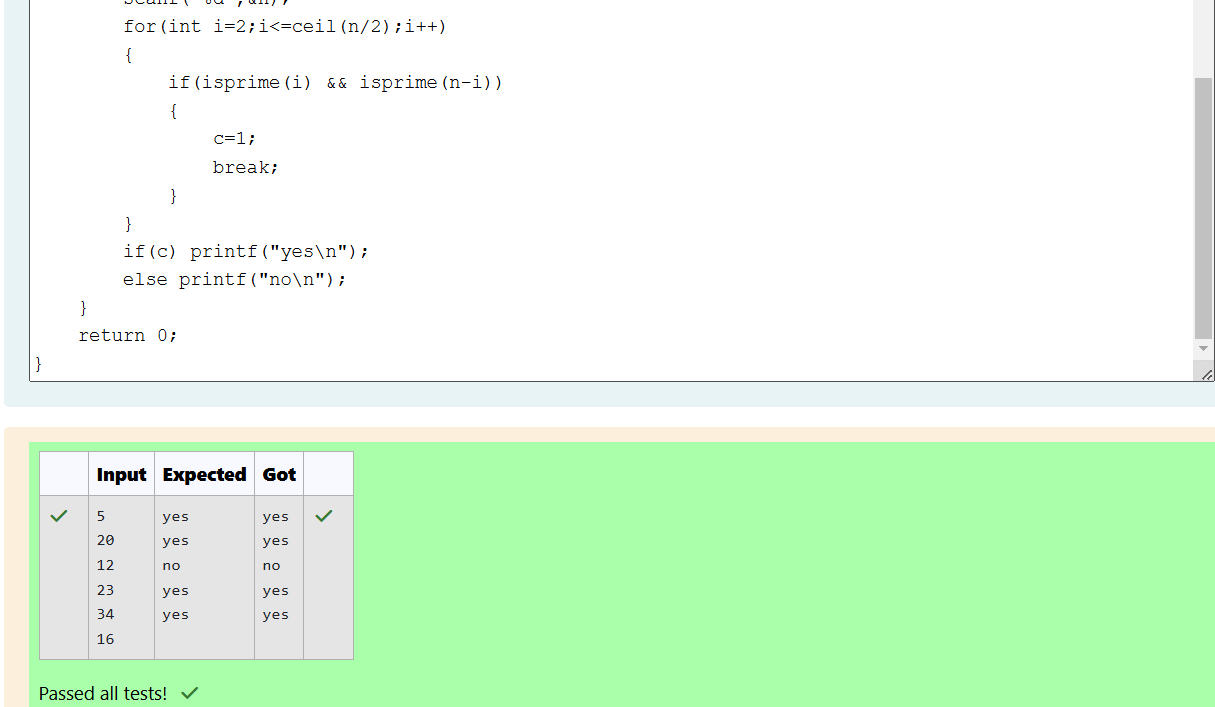 for(int i=2;i<=ceil(n/2);i++)
{
if(isprime(i) && isprime(n-i))
{
c=1;
break;
}
}
if(c) printf("yes\n");
else printf("no\n");
}
return 0;
}
Input Expected Got
5 yes yes
20 yes yes
12 no no
23 yes yes
34 yes yes
16
Passed all tests!